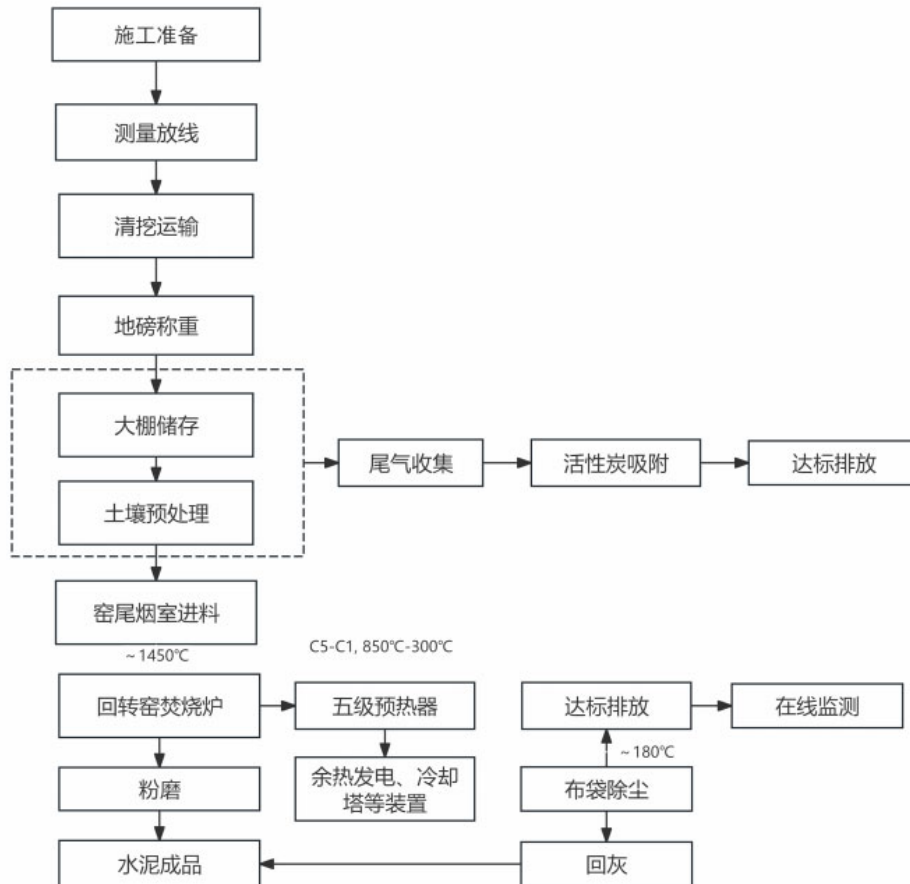 施工准备
测量放线
清挖运输
地磅称重
大棚储存
尾气收集
活性炭吸附
达标排放
土壤预处理
窑尾烟室进料
~1450℃
C5-C1, 850℃-300℃
回转窑焚烧炉
五级预热器
达标排放
在线监测
~180℃
粉磨
余热发电、冷却
塔等装置
布袋除尘
水泥成品
回灰